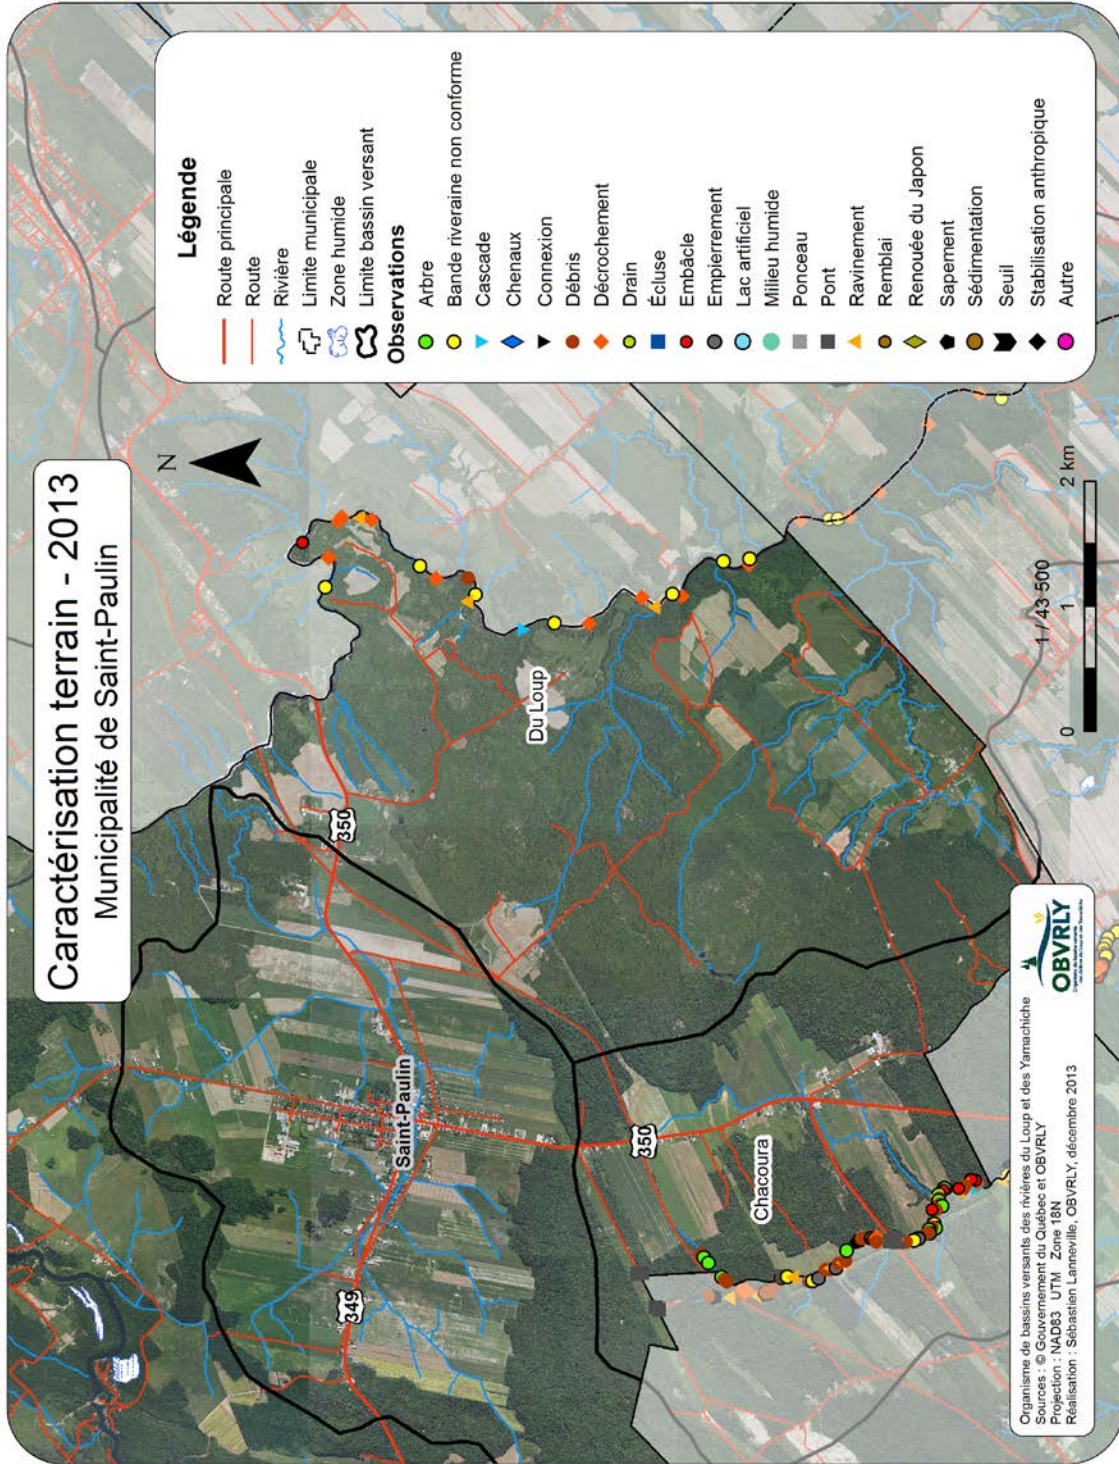 Caractérisation terrain - 2013
Municipalité de Saint-Paulin
N
Légende
Route principale
Route
Rivière
Limite municipale
Zone humide
Limite bassin versant
Observations
Arbre
Bande riveraine non conforme
Cascade
Chenaux
Connexion
Débris
Décrochement
Drain
Écluse
Embâcle
Empierrement
Lac artificiel
Milieu humide
Ponceau
Pont
Ravinement
Remblai
Renouée du Japon
Sapement
Sédimentation
Seuil
Stabilisation anthropique
Autre
350
Saint-Paulin
349
Du Loup
350
Chacoura
0 1 2 km
1 / 43 500
Organisme de bassins versants des rivières du Loup et des Yamachiche
Sources : © Gouvernement du Québec et OBVRLY
Projection : NAD83 UTM Zone 18N
Réalisation : Sébastien Lanneville, OBVRLY, décembre 2013
OBVRLY